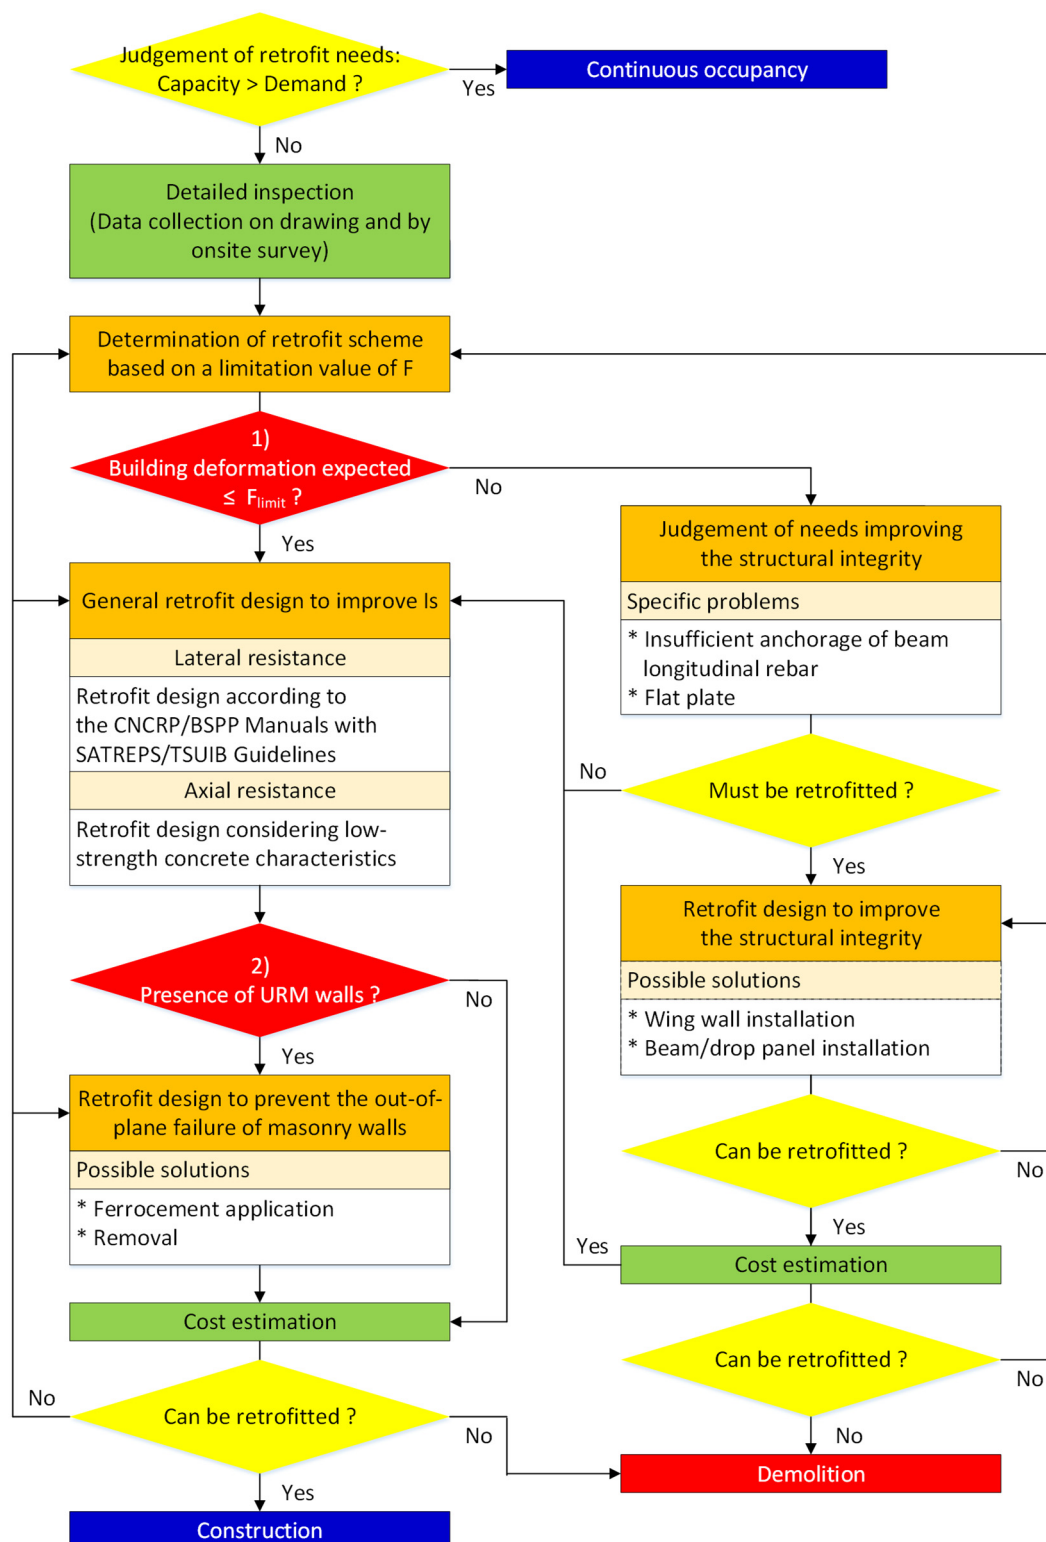 Judgement of retrofit needs:
Capacity > Demand ?
Yes
Continuous occupancy
No
Detailed inspection
(Data collection on drawing and by
onsite survey)
Determination of retrofit scheme
based on a limitation value of F
1)
Building deformation expected
≤ Flimit ?
No
Yes
Judgement of needs improving
the structural integrity
Specific problems
* Insufficient anchorage of beam
longitudinal rebar
* Flat plate
General retrofit design to improve Is
Lateral resistance
Retrofit design according to
the CNCRP/BSPP Manuals with
SATREPS/TSUIB Guidelines
Axial resistance
Retrofit design considering low-
strength concrete characteristics
No
Must be retrofitted ?
Yes
Retrofit design to improve
the structural integrity
Possible solutions
* Wing wall installation
* Beam/drop panel installation
2)
Presence of URM walls ?
No
Yes
Retrofit design to prevent the out-of-
plane failure of masonry walls
Possible solutions
* Ferrocement application
* Removal
Can be retrofitted ?
No
Yes
Yes
Cost estimation
Cost estimation
Can be retrofitted ?
No
No
No
Can be retrofitted ?
No
Demolition
Yes
Construction